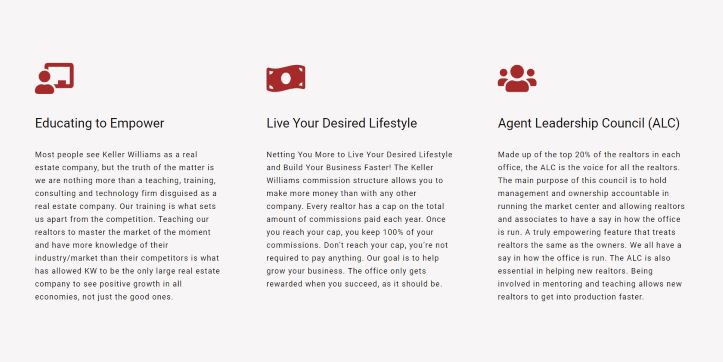 Educating to Empower
Most people see Keller Williams as a real
estate company, but the truth of the matter is
we are nothing more than a teaching, training,
consulting and technology firm disguised as a
real estate company. Our training is what sets
us apart from the competition. Teaching our
realtors to master the market of the moment
and have more knowledge of their
industry/market than their competitors is what
has allowed KW to be the only large real estate
company to see positive growth in all
economies, not just the good ones.
Live Your Desired Lifestyle
Netting You More to Live Your Desired Lifestyle
and Build Your Business Faster! The Keller
Williams commission structure allows you to
make more money than with any other
company. Every realtor has a cap on the total
amount of commissions paid each year. Once
you reach your cap, you keep 100% of your
commissions. Don't reach your cap, you're not
required to pay anything. Our goal is to help
grow your business. The office only gets
rewarded when you succeed, as it should be.
Agent Leadership Council (ALC)
Made up of the top 20% of the realtors in each
office, the ALC is the voice for all the realtors.
The main purpose of this council is to hold
management and ownership accountable in
running the market center and allowing realtors
and associates to have a say in how the office
is run. A truly empowering feature that treats
realtors the same as the owners. We all have a
say in how the office is run. The ALC is also
essential in helping new realtors. Being
involved in mentoring and teaching allows new
realtors to get into production faster.